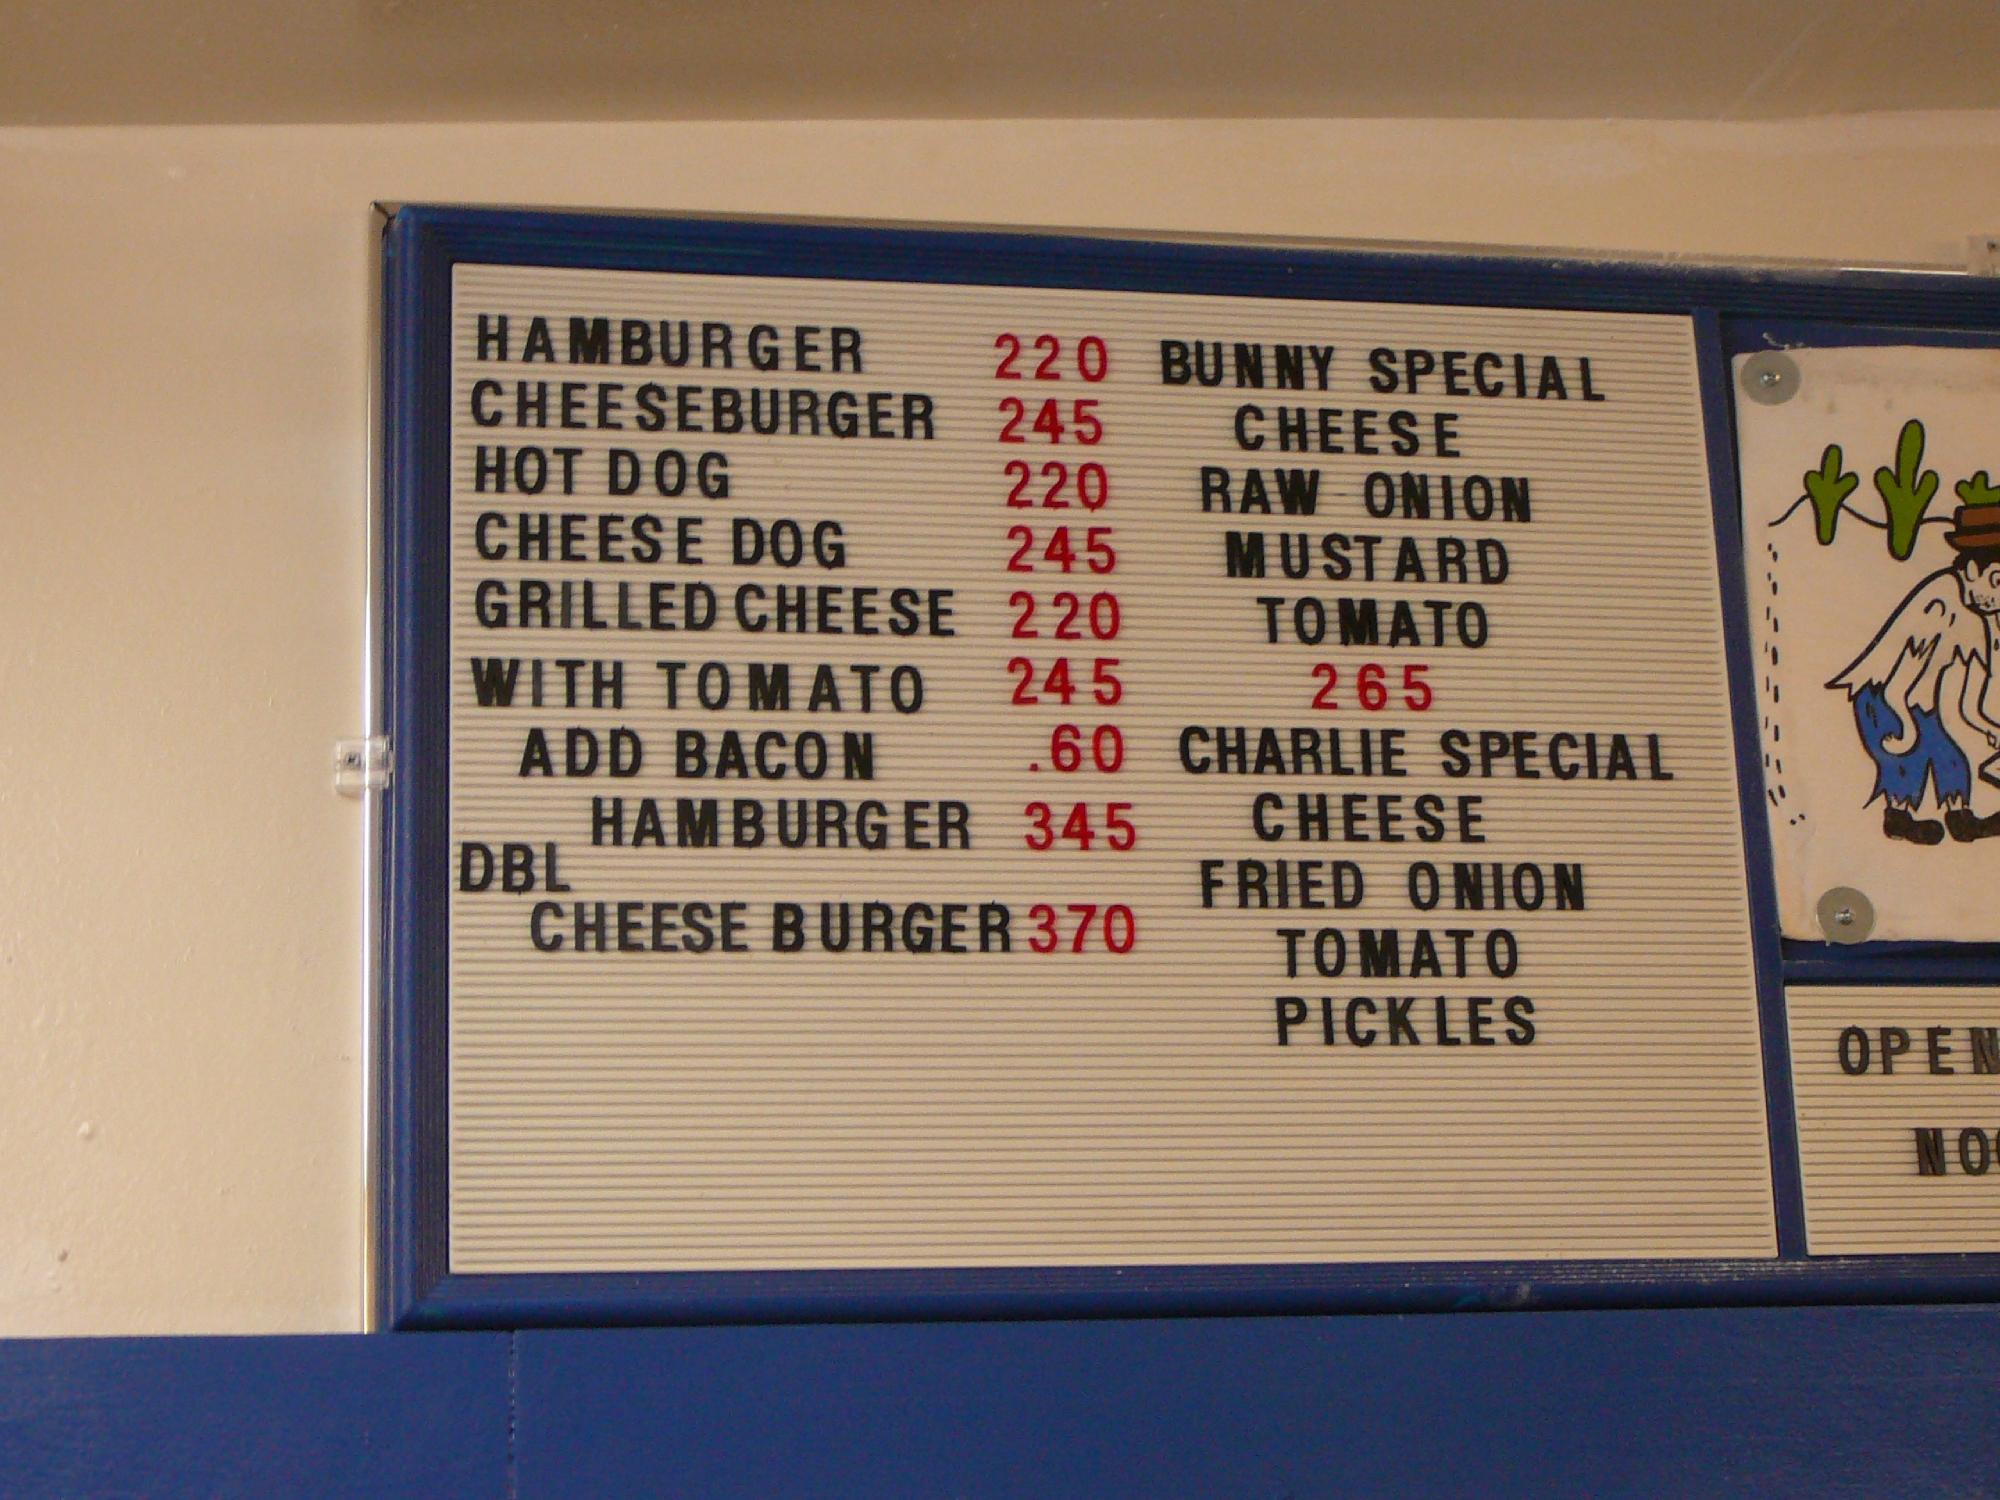 HAMBURGER 220
CHEESEBURGER 245
HOT DOG 220
CHEESE DOG 245
GRILLED CHEESE 220
WITH TOMATO 245
ADD BACON .60
HAMBURGER 345
DBL
CHEESE BURGER 370
BUNNY SPECIAL
CHEESE
RAW ONION
MUSTARD
TOMATO
265
CHARLIE SPECIAL
CHEESE
FRIED ONION
TOMATO
PICKLES
OPEN